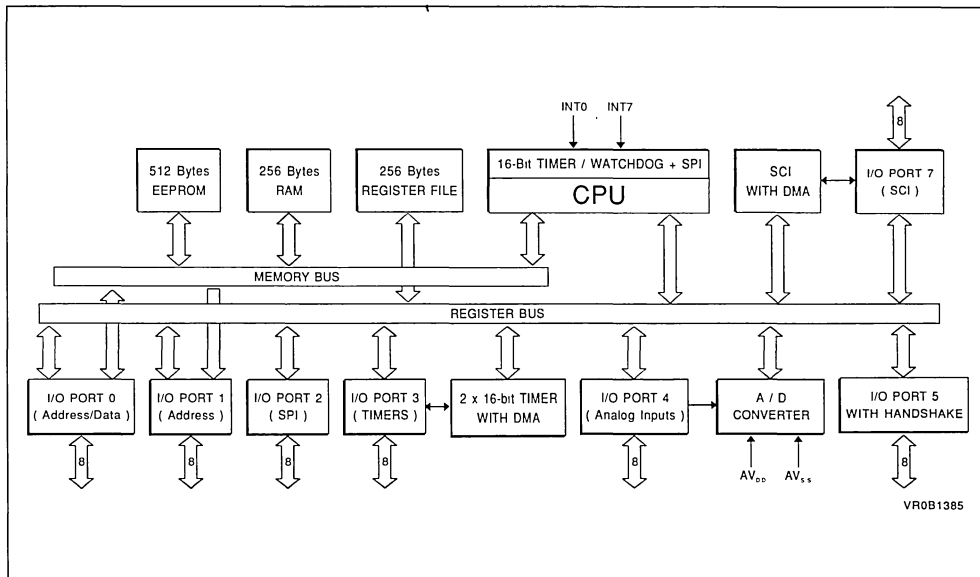 INT0 INT7
8
512 Bytes
EEPROM
256 Bytes
RAM
256 Bytes
REGISTER FILE
16-Bit TIMER / WATCHDOG + SPI
CPU
SCI
WITH DMA
I/O PORT 7
( SCI )
MEMORY BUS
REGISTER BUS
I/O PORT 0
( Address/Data )
I/O PORT 1
( Address )
I/O PORT 2
( SPI )
I/O PORT 3
( TIMERS )
2 x 16-bit TIMER
WITH DMA
I/O PORT 4
( Analog Inputs )
A / D
CONVERTER
I/O PORT 5
WITH HANDSHAKE
8
8
8
8
8
AVDD
AVSS
8
VR0B1385